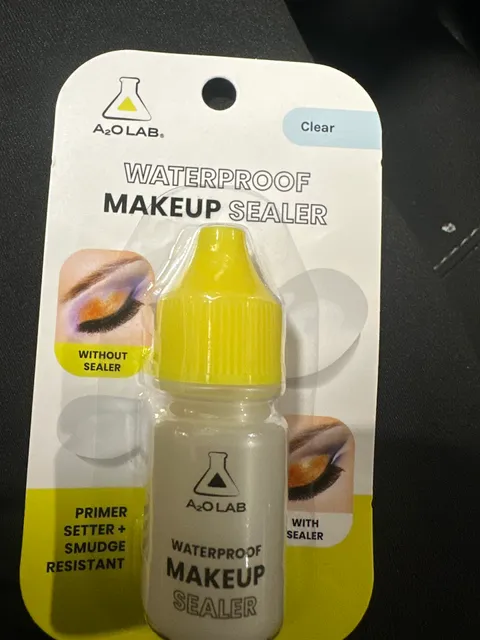 A₂O LAB®
Clear
WATERPROOF
MAKEUP SEALER
WITHOUT
SEALER
WITH
SEALER
PRIMER
SETTER +
SMUDGE
RESISTANT
A₂O LAB
WATERPROOF
MAKEUP
SEALER